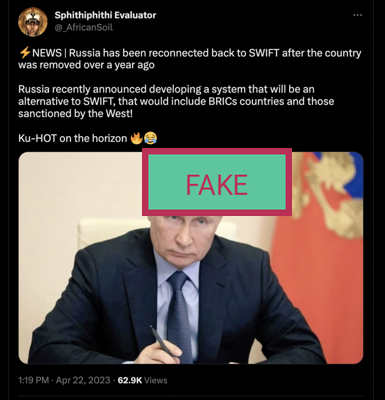 Sphithiphithi Evaluator
@_AfricanSoil
⚡NEWS | Russia has been reconnected back to SWIFT after the country
was removed over a year ago
Russia recently announced developing a system that will be an
alternative to SWIFT, that would include BRICs countries and those
sanctioned by the West!
Ku-HOT on the horizon 🔥😂
FAKE
1:19 PM · Apr 22, 2023 · 62.9K Views